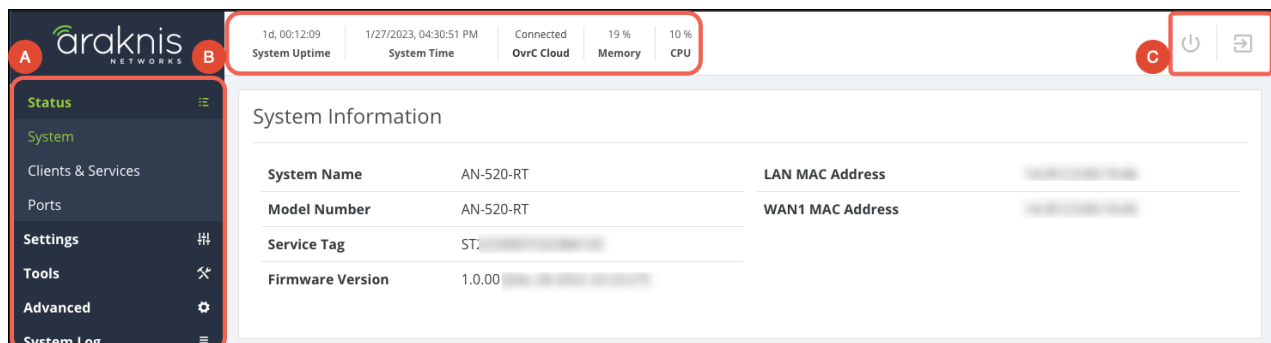 araknis
NETWORKS
A
B
C
1d, 00:12:09
System Uptime
1/27/2023, 04:30:51 PM
System Time
Connected
OvrC Cloud
19 %
Memory
10 %
CPU
Status
System
Clients & Services
Ports
Settings
Tools
Advanced
System Log
System Information
System Name AN-520-RT
Model Number AN-520-RT
Service Tag ST
Firmware Version 1.0.00
LAN MAC Address
WAN1 MAC Address